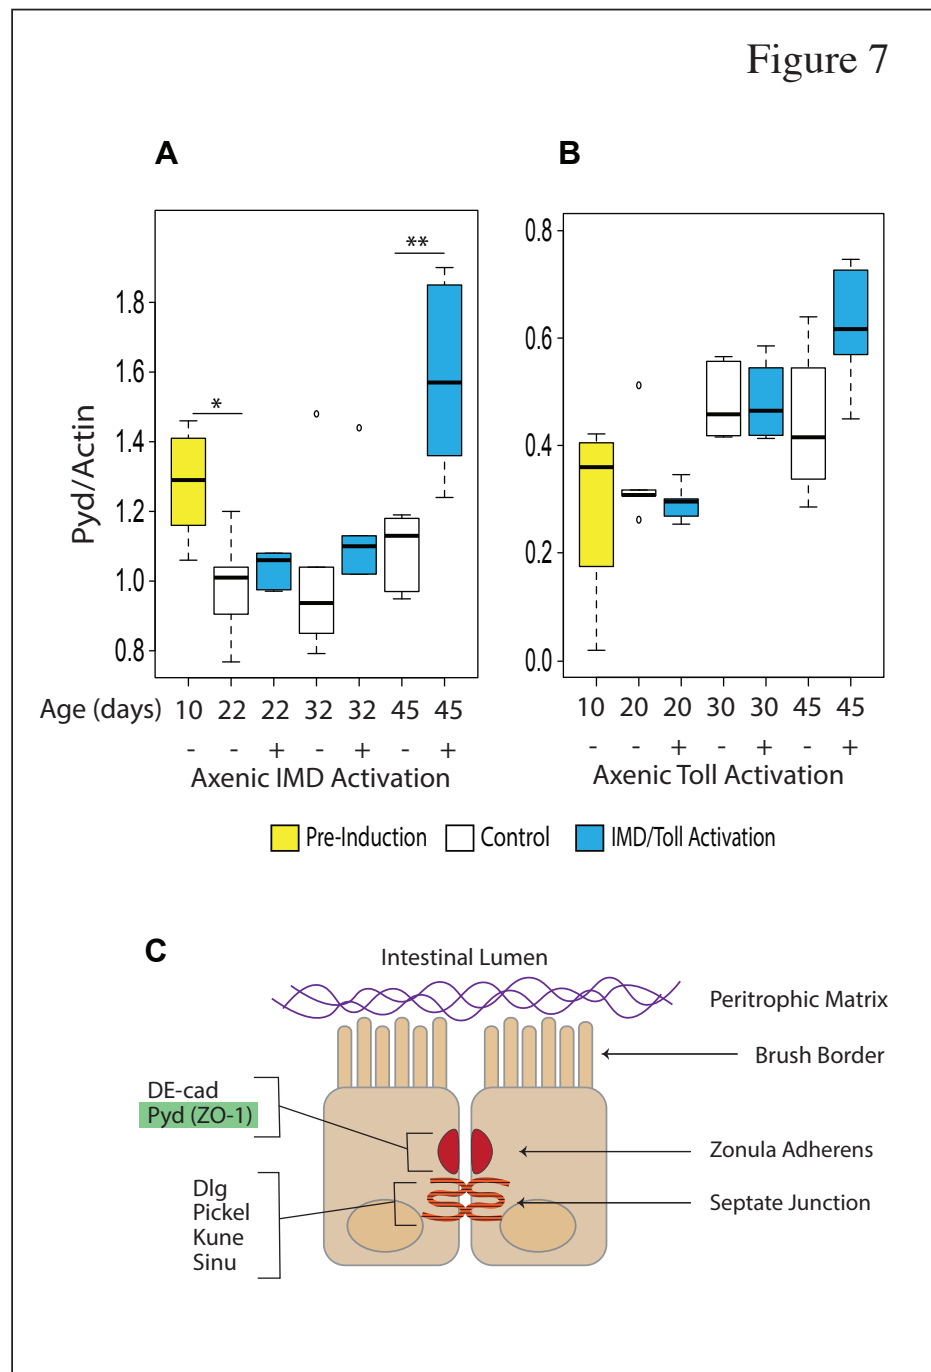 Figure 7
A
B
Pyd/Actin
*
**
1.8
1.6
1.4
1.2
1.0
0.8
0.8
0.6
0.4
0.2
0.0
Age (days) 10 22 22 32 32 45 45
- - + - + - +
Axenic IMD Activation
10 20 20 30 30 45 45
- - + - + - +
Axenic Toll Activation
Pre-Induction Control IMD/Toll Activation
C
Intestinal Lumen
Peritrophic Matrix
Brush Border
DE-cad
Pyd (ZO-1)
Zonula Adherens
Dlg
Pickel
Kune
Sinu
Septate Junction